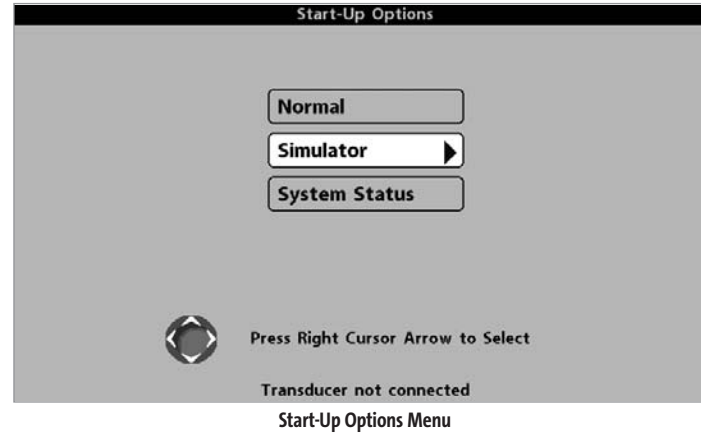 Start-Up Options
Normal
Simulator
System Status
Press Right Cursor Arrow to Select
Transducer not connected
Start-Up Options Menu